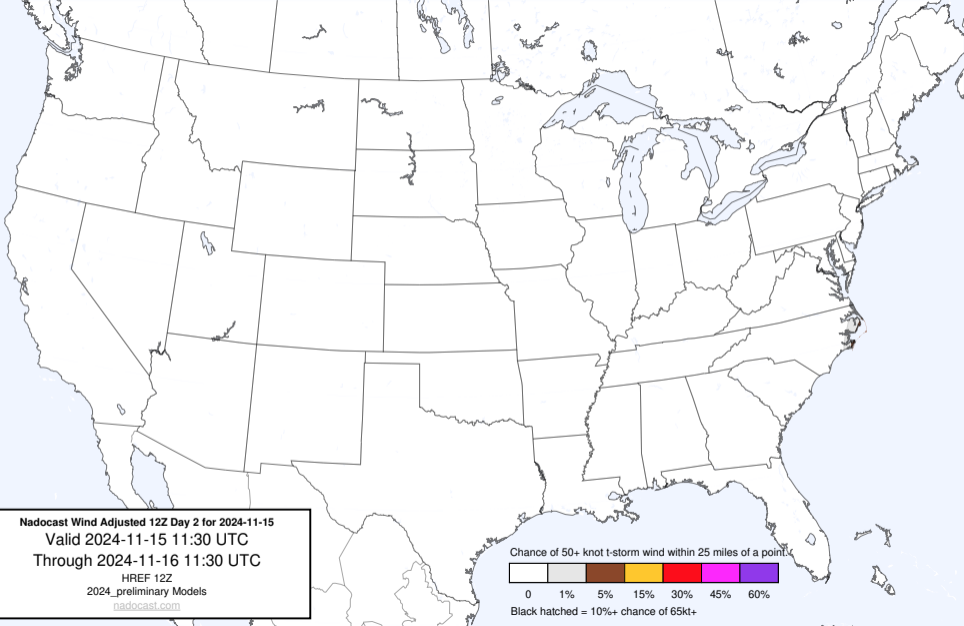 Nadocast Wind Adjusted 12Z Day 2 for 2024-11-15
Valid 2024-11-15 11:30 UTC
Through 2024-11-16 11:30 UTC
HREF 12Z
2024_preliminary Models
nadocast.com
Chance of 50+ knot t-storm wind within 25 miles of a point.
0 1% 5% 15% 30% 45% 60%
Black hatched = 10%+ chance of 65kt+